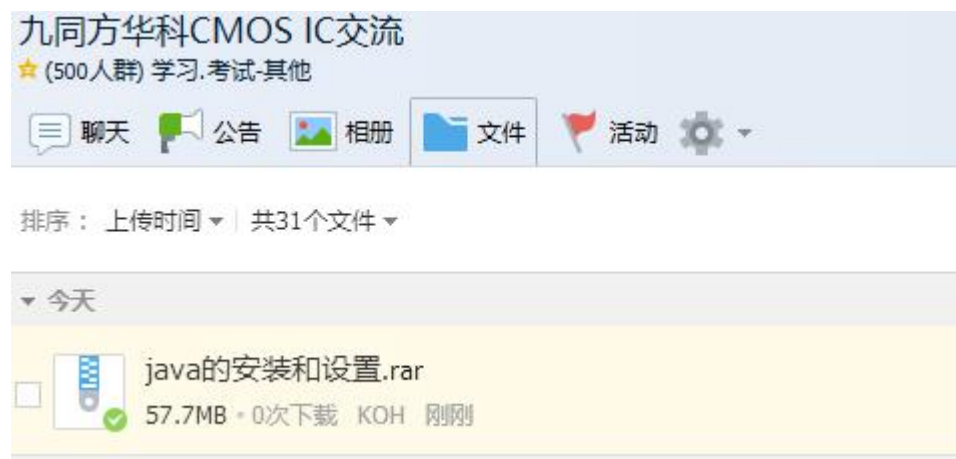 九同方华科CMOS IC交流
(500人群) 学习.考试-其他
聊天 公告 相册 文件 活动
排序： 上传时间 共31个文件
今天
java的安装和设置.rar
57.7MB 0次下载 KOH 刚刚